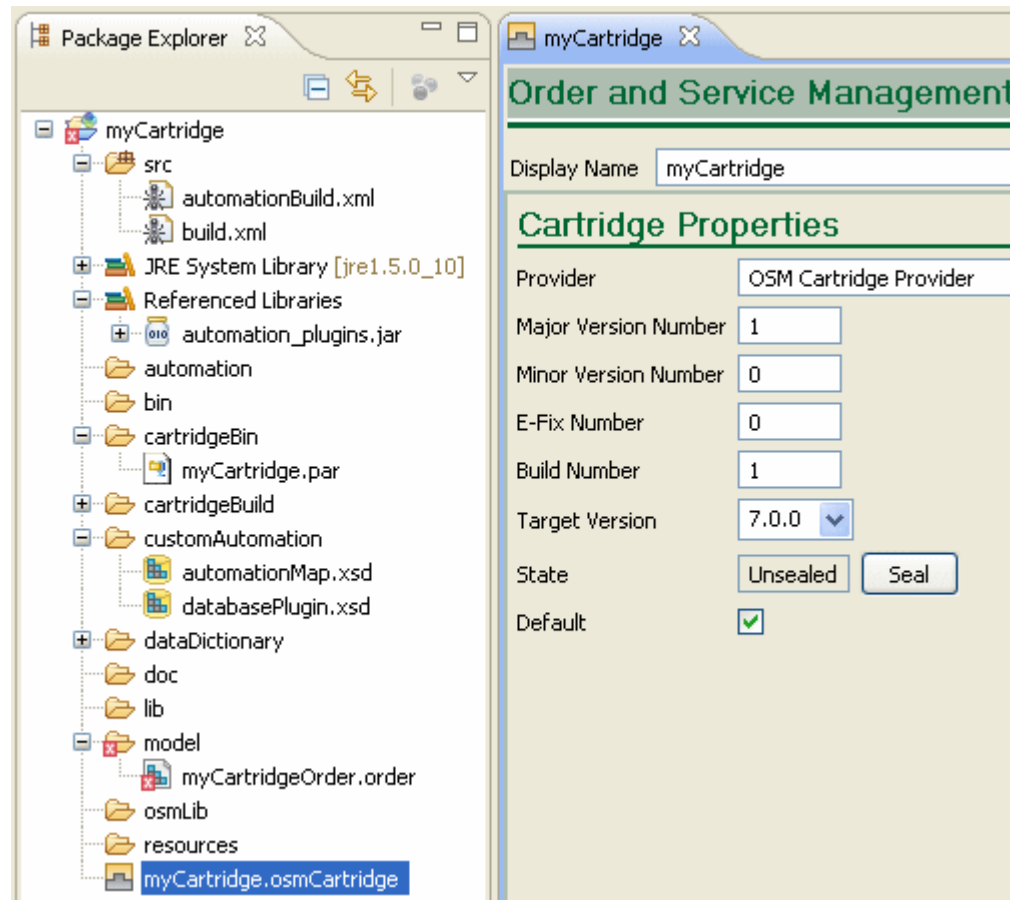 Package Explorer
myCartridge
src
automationBuild.xml
build.xml
JRE System Library [jre1.5.0_10]
Referenced Libraries
automation_plugins.jar
automation
bin
cartridgeBin
myCartridge.par
cartridgeBuild
customAutomation
automationMap.xsd
databasePlugin.xsd
dataDictionary
doc
lib
model
myCartridgeOrder.order
osmLib
resources
myCartridge.osmCartridge
myCartridge
Order and Service Management
Display Name myCartridge
Cartridge Properties
Provider OSM Cartridge Provider
Major Version Number 1
Minor Version Number 0
E-Fix Number 0
Build Number 1
Target Version 7.0.0
State Unsealed Seal
Default